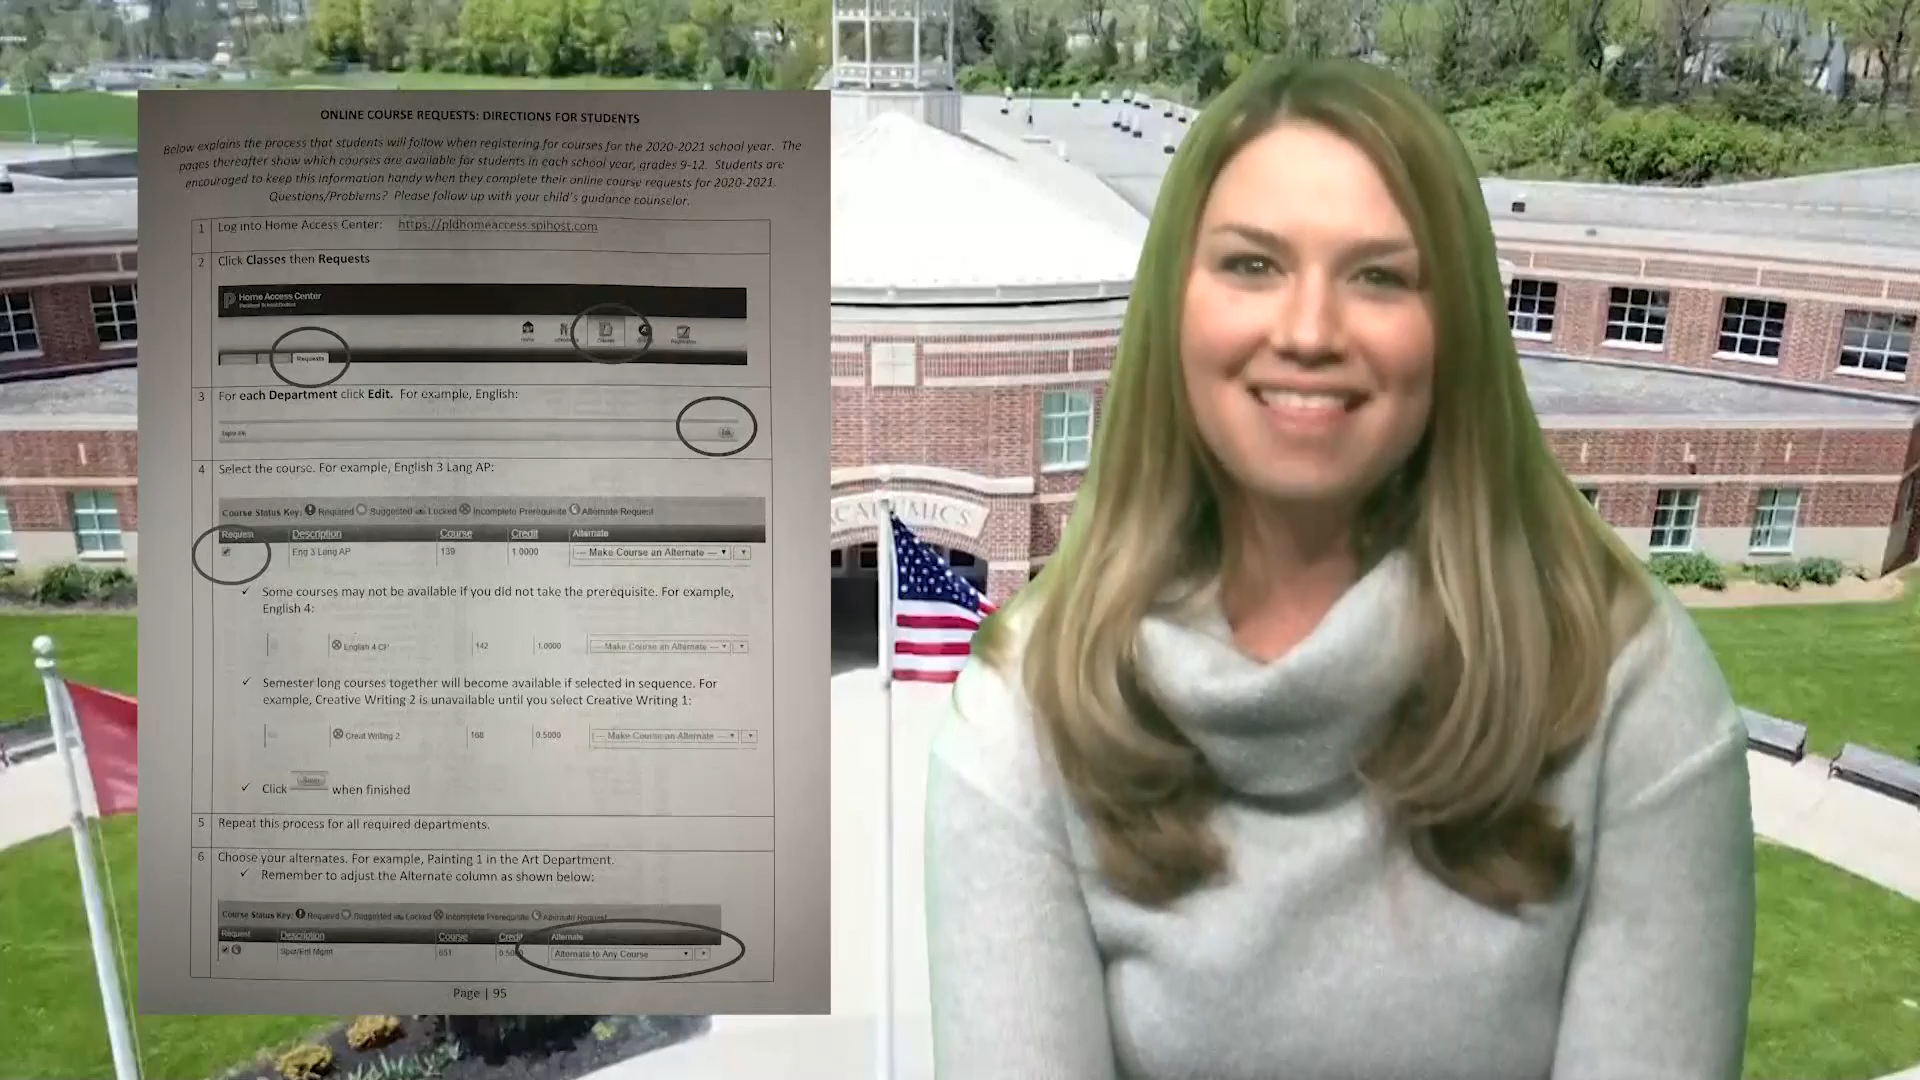 ONLINE COURSE REQUESTS: DIRECTIONS FOR STUDENTS
Below explains the process that students will follow when registering for courses for the 2020-2021 school year. The
pages thereafter show which courses are available for students in each school year, grades 9-12. Students are
encouraged to keep this information handy when they complete their online course requests for 2020-2021.
Questions/Problems? Please follow up with your child's guidance counselor.
1 Log into Home Access Center: https://pldhomeaccess.spihost.com
2 Click Classes then Requests
Home Access Center
Home Classes Registration
Requests
3 For each Department click Edit. For example, English:
Edit
4 Select the course. For example, English 3 Lang AP:
Course Status Key: Required Suggested Locked Incomplete Prerequisite Alternate Request
Request Description Course Credit Alternate
Eng 3 Lang AP 139 1.0000 --- Make Course an Alternate ---
✓ Some courses may not be available if you did not take the prerequisite. For example,
English 4:
English 4 CP 142 1.0000 --- Make Course an Alternate ---
✓ Semester long courses together will become available if selected in sequence. For
example, Creative Writing 2 is unavailable until you select Creative Writing 1:
Creat Writing 2 168 0.5000 --- Make Course an Alternate ---
✓ Click Save when finished
5 Repeat this process for all required departments.
6 Choose your alternates. For example, Painting 1 in the Art Department.
✓ Remember to adjust the Alternate column as shown below:
Course Status Key: Required Suggested Locked Incomplete Prerequisite Alternate Request
Request Description Course Credit Alternate
Spor/Ent Mgmt 651 0.5000 Alternate to Any Course
Page | 95
ACADEMICS